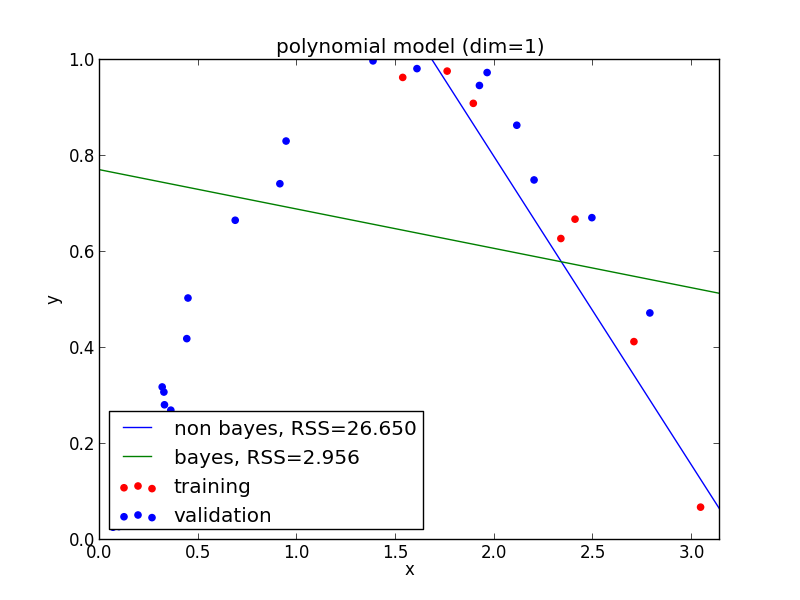 polynomial model (dim=1)
1.0
0.8
0.6
y
0.4
0.2
0.0
non bayes, RSS=26.650
bayes, RSS=2.956
training
validation
0.0 0.5 1.0 1.5 2.0 2.5 3.0
x